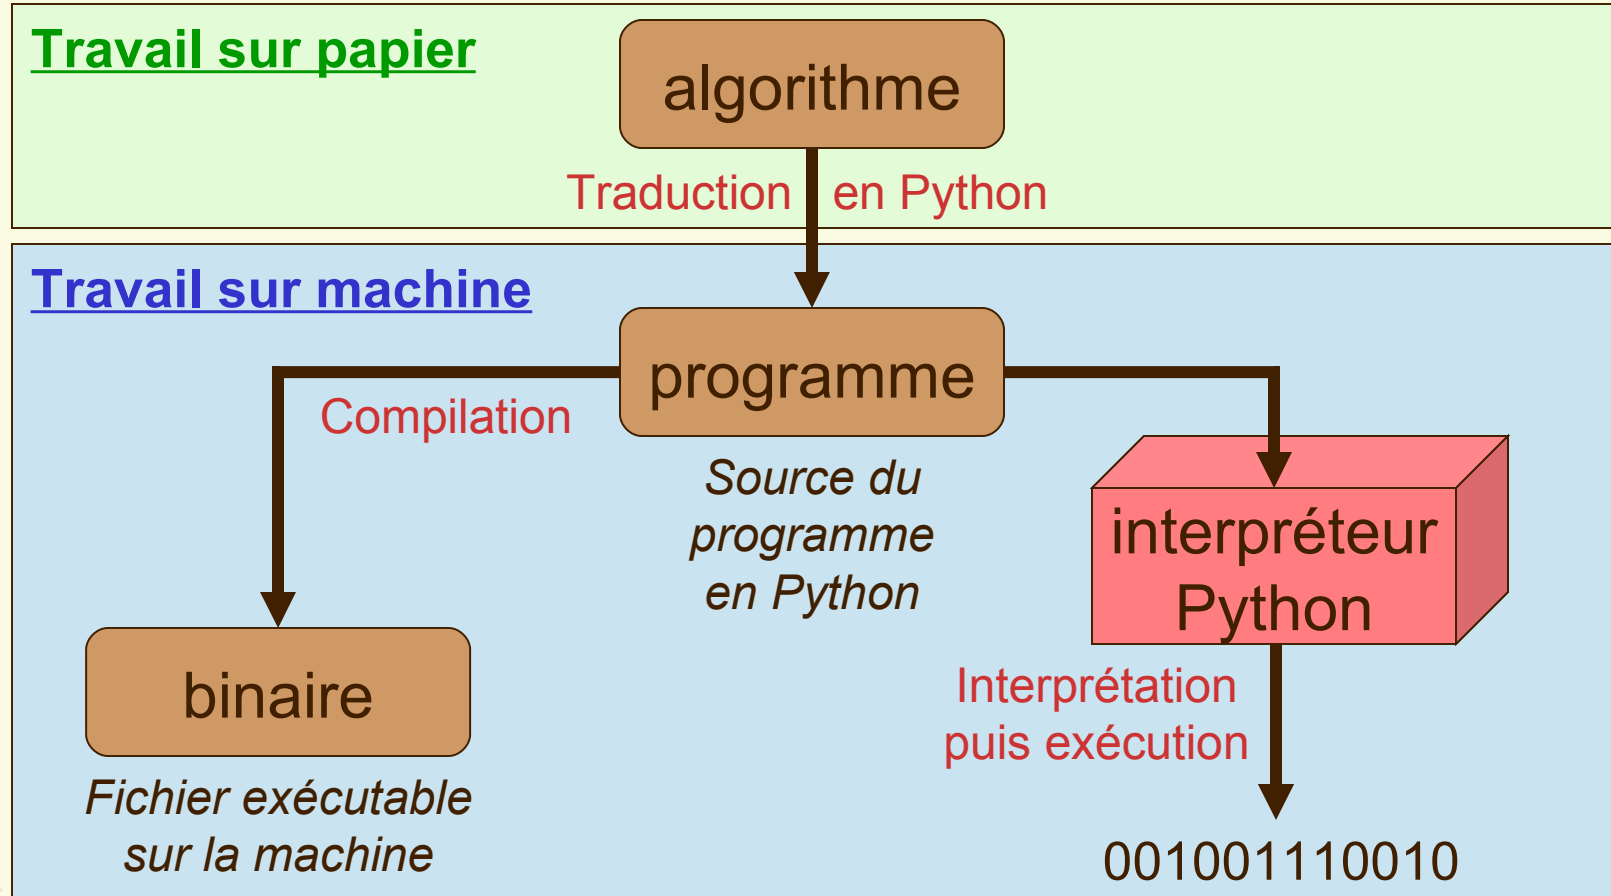 Travail sur papier
algorithme
Traduction en Python
Travail sur machine
programme
Compilation
Source du
programme
en Python
interpréteur
Python
binaire
Interprétation
puis exécution
Fichier exécutable
sur la machine
001001110010